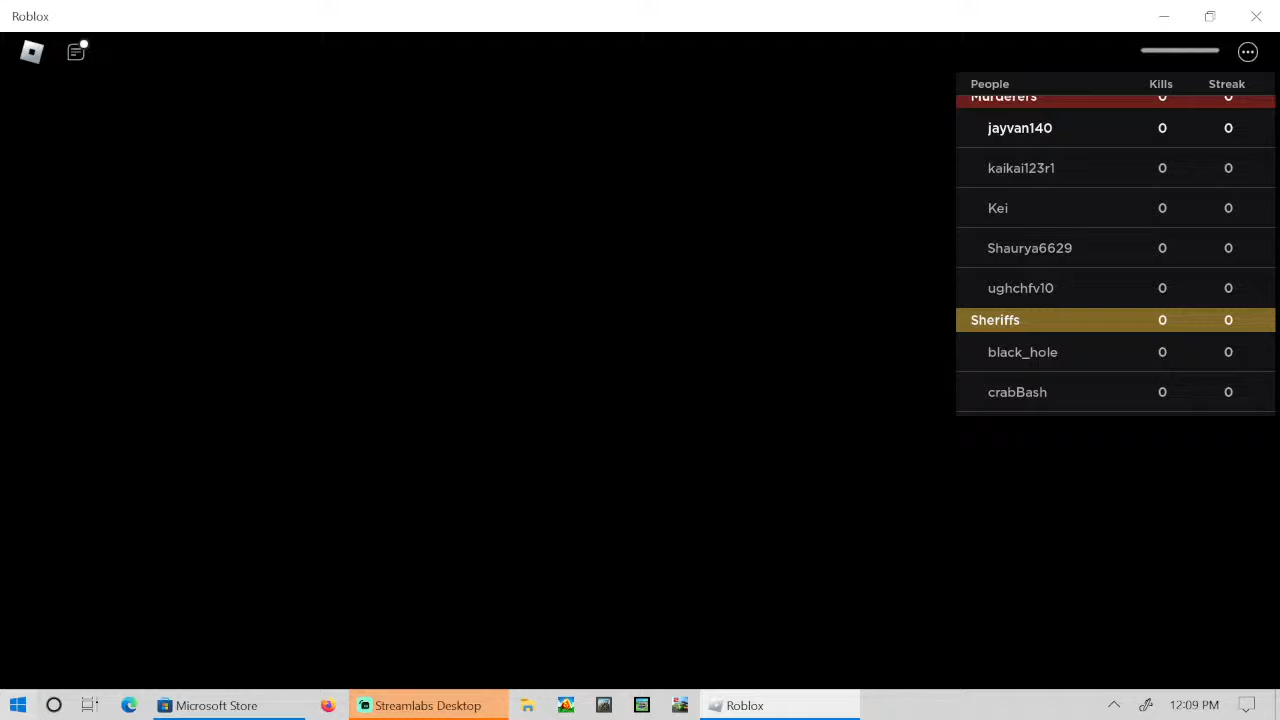 Roblox
People Kills Streak
Murderers 0 0
jayvan140 0 0
kaikai123r1 0 0
Kei 0 0
Shaurya6629 0 0
ughchfv10 0 0
Sheriffs 0 0
black_hole 0 0
crabBash 0 0
Microsoft Store Streamlabs Desktop Roblox 12:09 PM